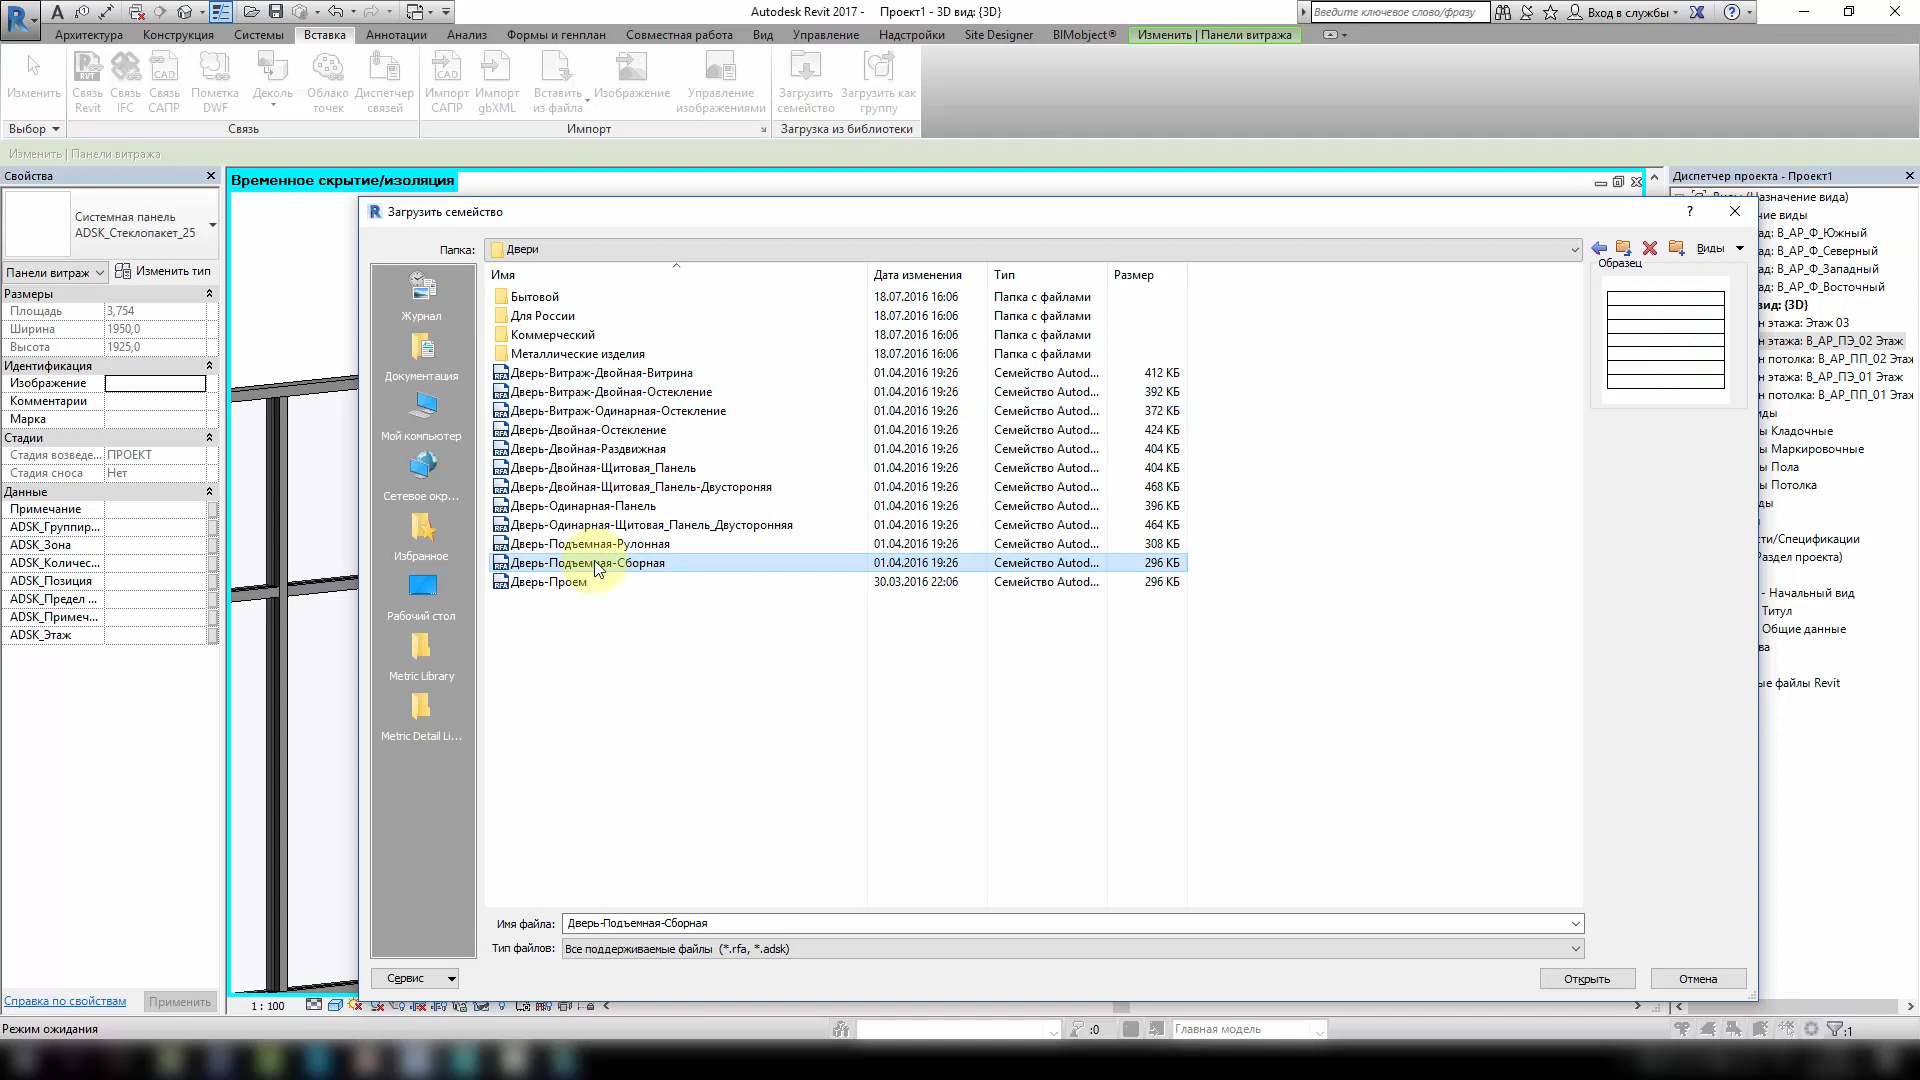 Autodesk Revit 2017 -     Проект1 - 3D вид: {3D}
Введите ключевое слово/фразу
Вход в службы
Архитектура
Конструкция
Системы
Вставка
Аннотации
Анализ
Формы и генплан
Совместная работа
Вид
Управление
Надстройки
Site Designer
BIMobject®
Изменить | Панели витража
Изменить
Связь Revit
Связь IFC
Связь САПР
Пометка DWF
Деколь
Облако точек
Диспетчер связей
Импорт САПР
Импорт gbXML
Вставить из файла
Изображение
Управление изображениями
Загрузить семейство
Загрузить как группу
Выбор
Связь
Импорт
Загрузка из библиотеки
Изменить | Панели витража
Свойства
Системная панель
ADSK_Стеклопакет_25
Панели витраж
Изменить тип
Размеры
Площадь 3,754
Ширина 1950,0
Высота 1925,0
Идентификация
Изображение
Комментарии
Марка
Стадии
Стадия возведе... ПРОЕКТ
Стадия сноса Нет
Данные
Примечание
ADSK_Группир...
ADSK_Зона
ADSK_Количес...
ADSK_Позиция
ADSK_Предел ...
ADSK_Примеч...
ADSK_Этаж
Справка по свойствам
Применить
Временное скрытие/изоляция
Загрузить семейство
Папка: Двери
Виды
Журнал
Документация
Мой компьютер
Сетевое окр...
Избранное
Рабочий стол
Metric Library
Metric Detail Li...
Имя Дата изменения Тип Размер
Бытовой 18.07.2016 16:06 Папка с файлами
Для России 18.07.2016 16:06 Папка с файлами
Коммерческий 18.07.2016 16:06 Папка с файлами
Металлические изделия 18.07.2016 16:06 Папка с файлами
Дверь-Витраж-Двойная-Витрина 01.04.2016 19:26 Семейство Autod... 412 КБ
Дверь-Витраж-Двойная-Остекление 01.04.2016 19:26 Семейство Autod... 392 КБ
Дверь-Витраж-Одинарная-Остекление 01.04.2016 19:26 Семейство Autod... 372 КБ
Дверь-Двойная-Остекление 01.04.2016 19:26 Семейство Autod... 424 КБ
Дверь-Двойная-Раздвижная 01.04.2016 19:26 Семейство Autod... 404 КБ
Дверь-Двойная-Щитовая_Панель 01.04.2016 19:26 Семейство Autod... 404 КБ
Дверь-Двойная-Щитовая_Панель-Двустороняя 01.04.2016 19:26 Семейство Autod... 468 КБ
Дверь-Одинарная-Панель 01.04.2016 19:26 Семейство Autod... 396 КБ
Дверь-Одинарная-Щитовая_Панель_Двусторонняя 01.04.2016 19:26 Семейство Autod... 464 КБ
Дверь-Подъемная-Рулонная 01.04.2016 19:26 Семейство Autod... 308 КБ
Дверь-Подъемная-Сборная 01.04.2016 19:26 Семейство Autod... 296 КБ
Дверь-Проем 30.03.2016 22:06 Семейство Autod... 296 КБ
Образец
Имя файла: Дверь-Подъемная-Сборная
Тип файлов: Все поддерживаемые файлы (*.rfa, *.adsk)
Сервис
Открыть
Отмена
Диспетчер проекта - Проект1
Виды (Назначение вида)
чие виды
ад: В_АР_Ф_Южный
ад: В_АР_Ф_Северный
ад: В_АР_Ф_Западный
ад: В_АР_Ф_Восточный
вид: {3D}
н этажа: Этаж 03
н этажа: В_АР_ПЭ_02 Этаж
н потолка: В_АР_ПП_02 Этаж
н этажа: В_АР_ПЭ_01 Этаж
н потолка: В_АР_ПП_01 Этаж
иды
ы Кладочные
ы Маркировочные
ы Пола
ы Потолка
ды
сти/Спецификации
Раздел проекта)
- Начальный вид
Титул
Общие данные
ва
ые файлы Revit
1 : 100
Режим ожидания
:0
Главная модель
:1